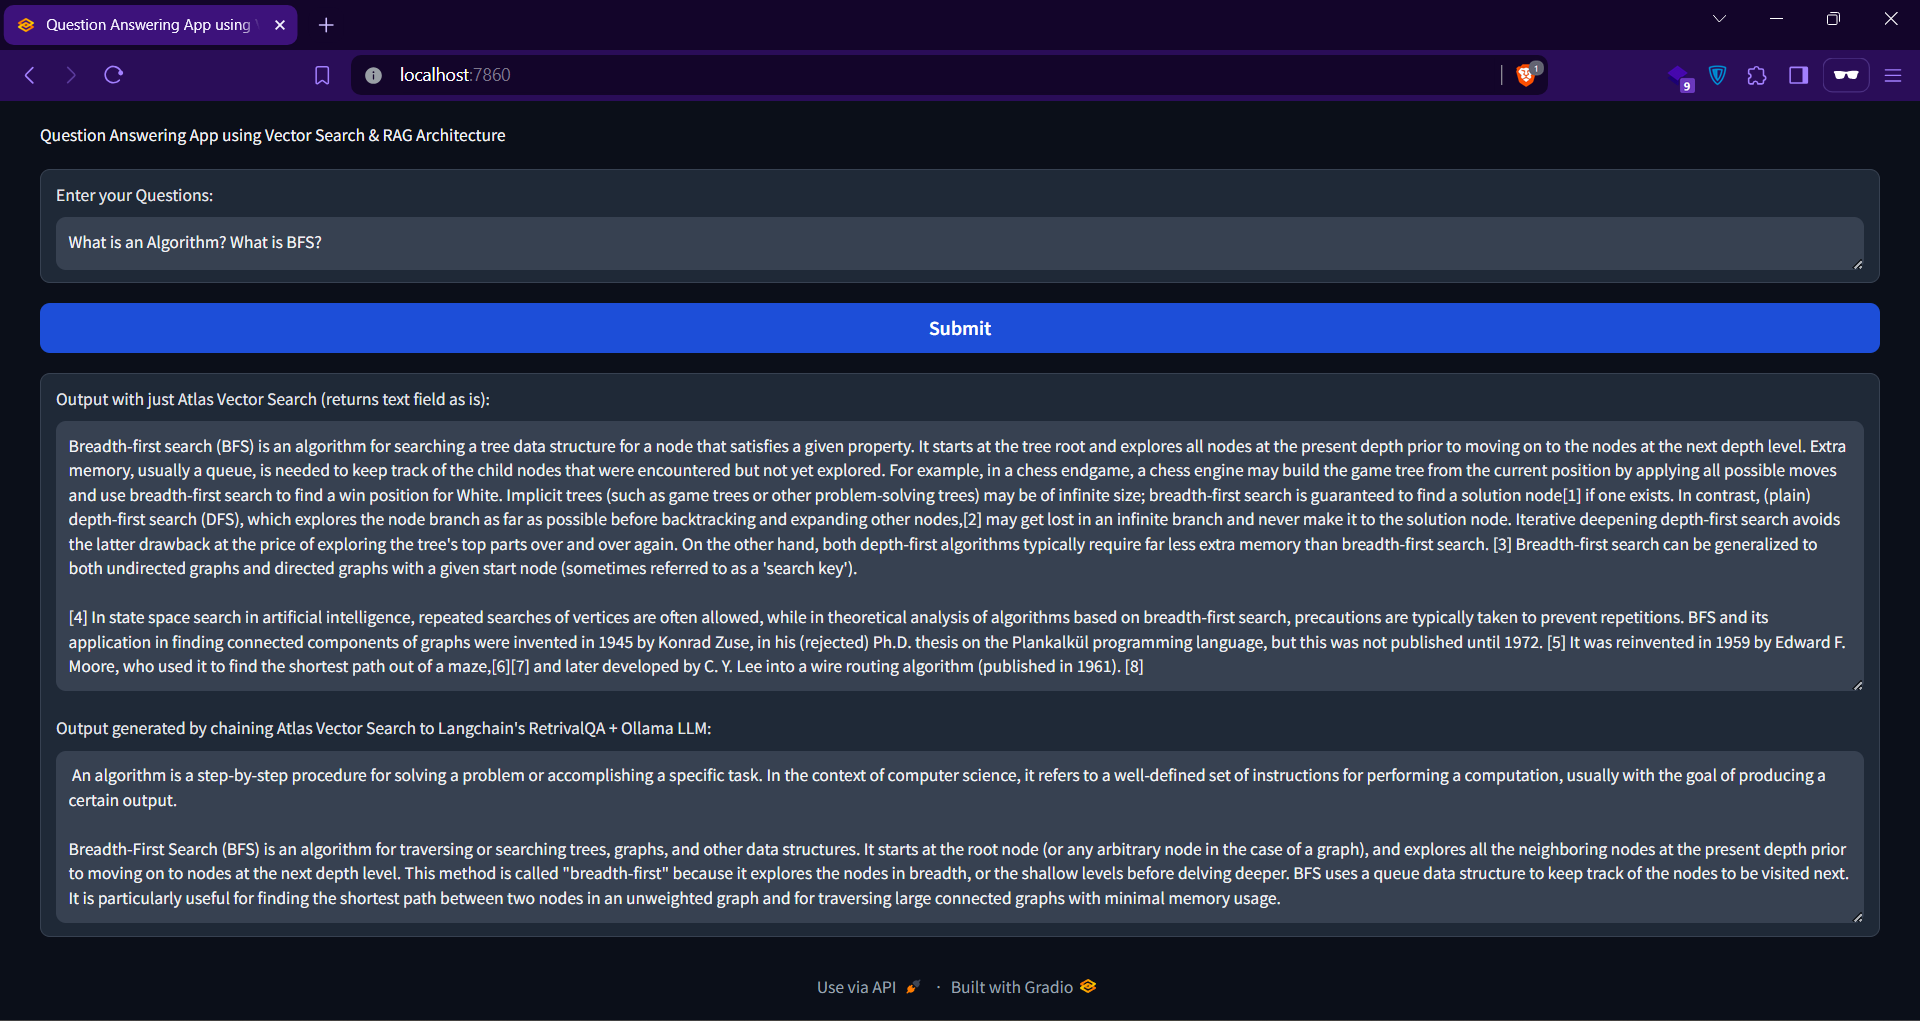 Question Answering App using
localhost:7860
1
9
Question Answering App using Vector Search & RAG Architecture
Enter your Questions:
What is an Algorithm? What is BFS?
Submit
Output with just Atlas Vector Search (returns text field as is):
Breadth-first search (BFS) is an algorithm for searching a tree data structure for a node that satisfies a given property. It starts at the tree root and explores all nodes at the present depth prior to moving on to the nodes at the next depth level. Extra
memory, usually a queue, is needed to keep track of the child nodes that were encountered but not yet explored. For example, in a chess endgame, a chess engine may build the game tree from the current position by applying all possible moves
and use breadth-first search to find a win position for White. Implicit trees (such as game trees or other problem-solving trees) may be of infinite size; breadth-first search is guaranteed to find a solution node[1] if one exists. In contrast, (plain)
depth-first search (DFS), which explores the node branch as far as possible before backtracking and expanding other nodes,[2] may get lost in an infinite branch and never make it to the solution node. Iterative deepening depth-first search avoids
the latter drawback at the price of exploring the tree's top parts over and over again. On the other hand, both depth-first algorithms typically require far less extra memory than breadth-first search. [3] Breadth-first search can be generalized to
both undirected graphs and directed graphs with a given start node (sometimes referred to as a 'search key').
[4] In state space search in artificial intelligence, repeated searches of vertices are often allowed, while in theoretical analysis of algorithms based on breadth-first search, precautions are typically taken to prevent repetitions. BFS and its
application in finding connected components of graphs were invented in 1945 by Konrad Zuse, in his (rejected) Ph.D. thesis on the Plankalkül programming language, but this was not published until 1972. [5] It was reinvented in 1959 by Edward F.
Moore, who used it to find the shortest path out of a maze,[6][7] and later developed by C. Y. Lee into a wire routing algorithm (published in 1961). [8]
Output generated by chaining Atlas Vector Search to Langchain's RetrivalQA + Ollama LLM:
An algorithm is a step-by-step procedure for solving a problem or accomplishing a specific task. In the context of computer science, it refers to a well-defined set of instructions for performing a computation, usually with the goal of producing a
certain output.
Breadth-First Search (BFS) is an algorithm for traversing or searching trees, graphs, and other data structures. It starts at the root node (or any arbitrary node in the case of a graph), and explores all the neighboring nodes at the present depth prior
to moving on to nodes at the next depth level. This method is called "breadth-first" because it explores the nodes in breadth, or the shallow levels before delving deeper. BFS uses a queue data structure to keep track of the nodes to be visited next.
It is particularly useful for finding the shortest path between two nodes in an unweighted graph and for traversing large connected graphs with minimal memory usage.
Use via API · Built with Gradio